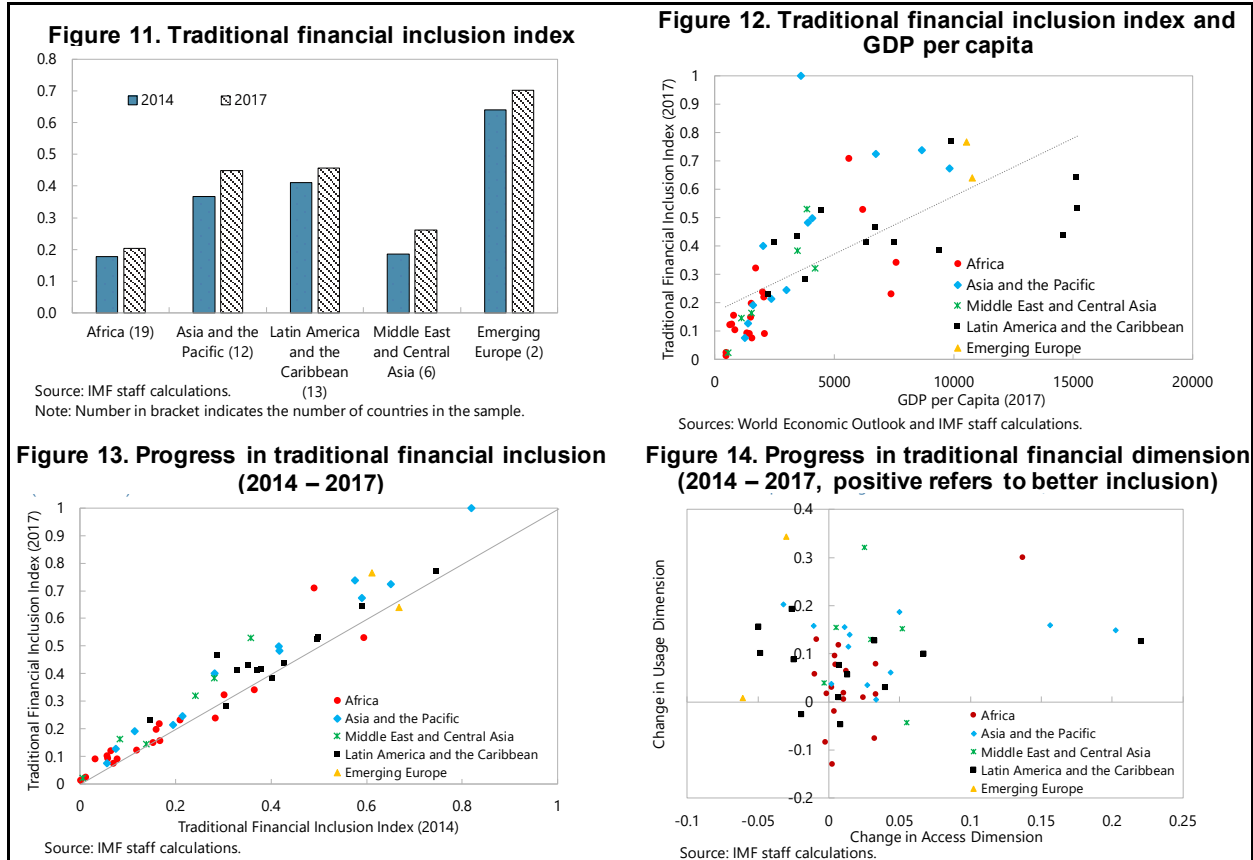 Figure 11. Traditional financial inclusion index
0.8
0.7
0.6
0.5
0.4
0.3
0.2
0.1
0.0
2014
2017
Africa (19)
Asia and the
Pacific (12)
Latin America
and the
Caribbean
(13)
Middle East
and Central
Asia (6)
Emerging
Europe (2)
Source: IMF staff calculations.
Note: Number in bracket indicates the number of countries in the sample.
Figure 12. Traditional financial inclusion index and
GDP per capita
Traditional Financial Inclusion Index (2017)
1
0.9
0.8
0.7
0.6
0.5
0.4
0.3
0.2
0.1
0
Africa
Asia and the Pacific
Middle East and Central Asia
Latin America and the Caribbean
Emerging Europe
0
5000
10000
15000
20000
GDP per Capita (2017)
Sources: World Economic Outlook and IMF staff calculations.
Figure 13. Progress in traditional financial inclusion
(2014 – 2017)
Traditional Financial Inclusion Index (2017)
1
0.9
0.8
0.7
0.6
0.5
0.4
0.3
0.2
0.1
0
Africa
Asia and the Pacific
Middle East and Central Asia
Latin America and the Caribbean
Emerging Europe
0
0.2
0.4
0.6
0.8
1
Traditional Financial Inclusion Index (2014)
Source: IMF staff calculations.
Figure 14. Progress in traditional financial dimension
(2014 – 2017, positive refers to better inclusion)
Change in Usage Dimension
0.4
0.3
0.2
0.1
0
-0.1
-0.2
Africa
Asia and the Pacific
Middle East and Central Asia
Latin America and the Caribbean
Emerging Europe
-0.1
-0.05
0
0.05
0.1
0.15
0.2
0.25
Change in Access Dimension
Source: IMF staff calculations.